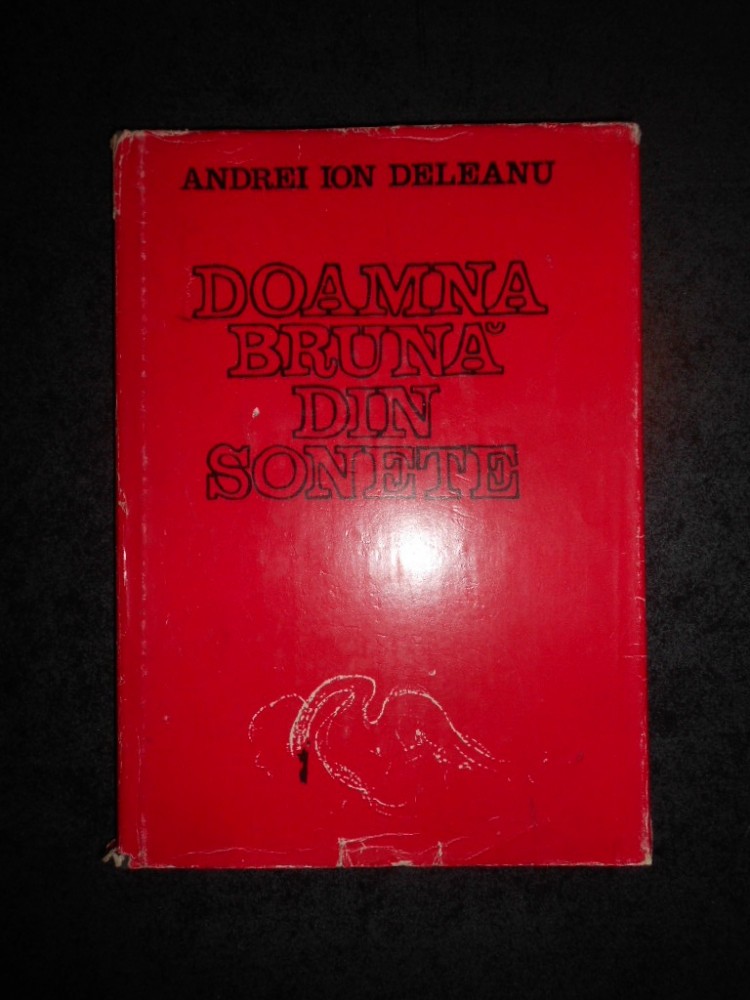 ANDREI ION DELEANU
DOAMNA
BRUNĂ
DIN
SONETE